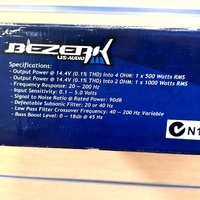 BEZERK
US-AUDIO
Specifications:
- Output Power @ 14.4V (0.1% THD) Into 4 OHM: 1 x 500 Watts RMS
- Output Power @ 14.4V (0.1% THD) Into 2 OHM: 1 x 1000 Watts RMS
- Frequency Response: 20 - 200 Hz
- Input Sensitivity: 0.1 - 5.0 Volts
- Signal to Noise Ratio @ Rated Power: 90dB
- Defeatable Subsonic Filter: 20 or 40 Hz
- Low Pass Filter Crossover Frequency: 40 - 200 Hz Variable
- Bass Boost Level: 0 - 18db @ 45 Hz
N1